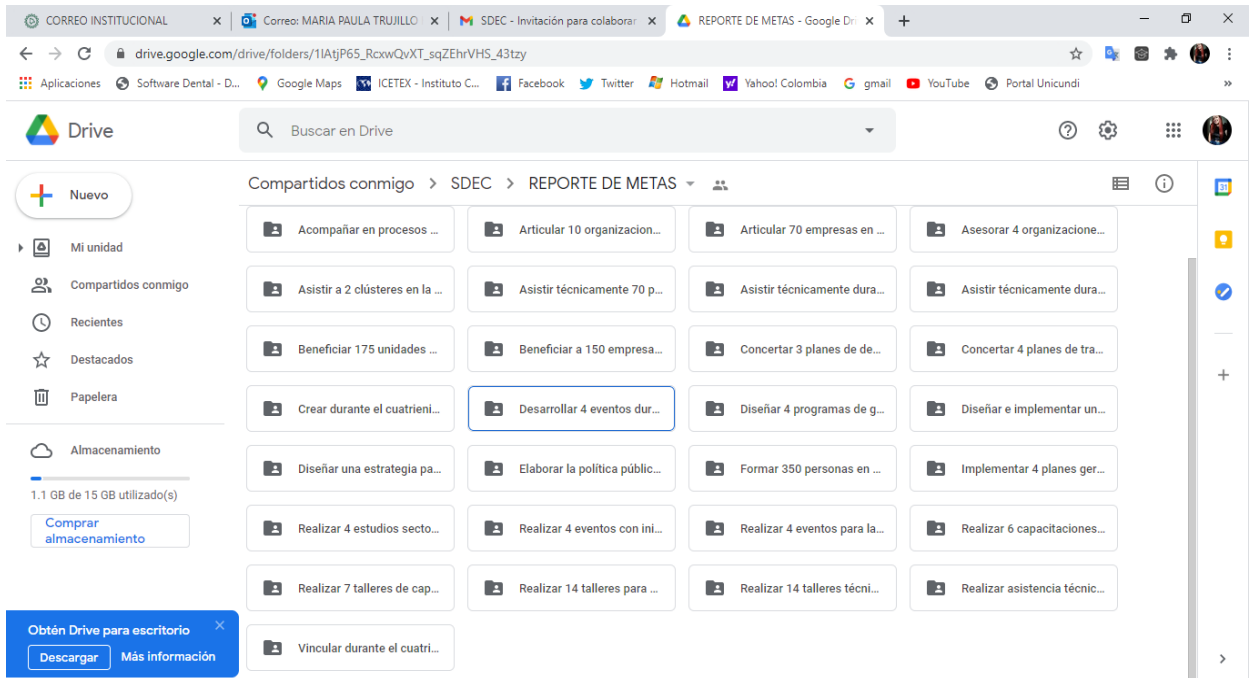 CORREO INSTITUCIONAL
Correo: MARIA PAULA TRUJILLO
SDEC - Invitación para colaborar
REPORTE DE METAS - Google Dri
drive.google.com/drive/folders/1IAtjP65_RcxwQvXT_sqZEhrVHS_43tzy
Aplicaciones Software Dental - D... Google Maps ICETEX - Instituto C... Facebook Twitter Hotmail Yahoo! Colombia gmail YouTube Portal Unicundi »
Drive
Buscar en Drive
Nuevo
Mi unidad
Compartidos conmigo
Recientes
Destacados
Papelera
Almacenamiento
1.1 GB de 15 GB utilizado(s)
Comprar
almacenamiento
Obtén Drive para escritorio
Descargar Más información
Compartidos conmigo > SDEC > REPORTE DE METAS
Acompañar en procesos ...
Articular 10 organizacion...
Articular 70 empresas en ...
Asesorar 4 organizacione...
Asistir a 2 clústeres en la ...
Asistir técnicamente 70 p...
Asistir técnicamente dura...
Asistir técnicamente dura...
Beneficiar 175 unidades ...
Beneficiar a 150 empresa...
Concertar 3 planes de de...
Concertar 4 planes de tra...
Crear durante el cuatrieni...
Desarrollar 4 eventos dur...
Diseñar 4 programas de g...
Diseñar e implementar un...
Diseñar una estrategia pa...
Elaborar la política públic...
Formar 350 personas en ...
Implementar 4 planes ger...
Realizar 4 estudios secto...
Realizar 4 eventos con ini...
Realizar 4 eventos para la...
Realizar 6 capacitaciones...
Realizar 7 talleres de cap...
Realizar 14 talleres para ...
Realizar 14 talleres técni...
Realizar asistencia técnic...
Vincular durante el cuatri...
31